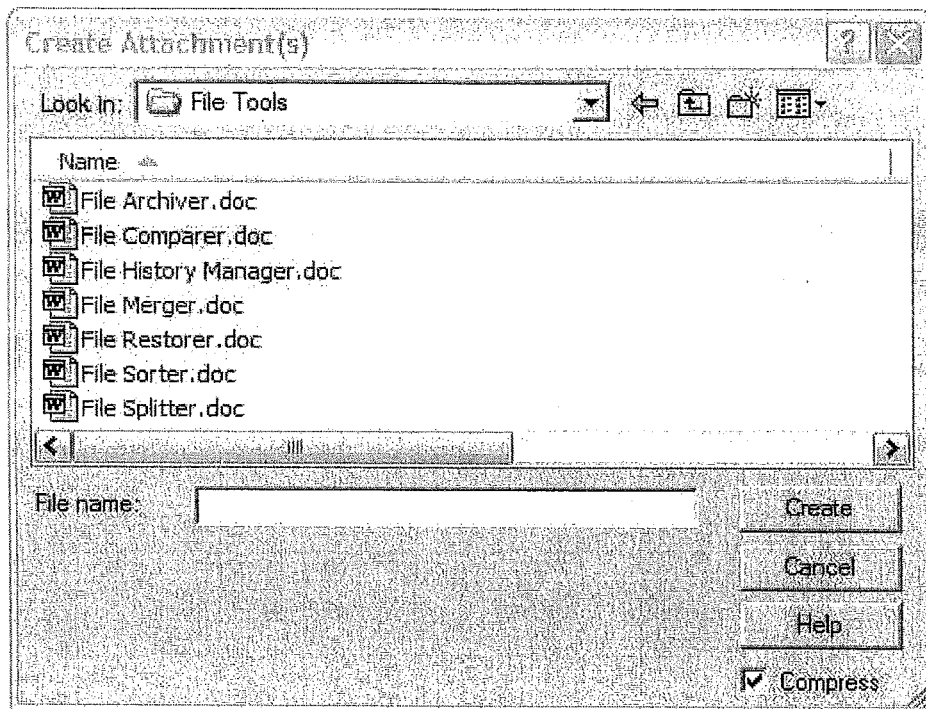 Create Attachment(s)
Look in: File Tools
Name
File Archiver.doc
File Comparer.doc
File History Manager.doc
File Merger.doc
File Restorer.doc
File Sorter.doc
File Splitter.doc
File name:
Create
Cancel
Help
Compress